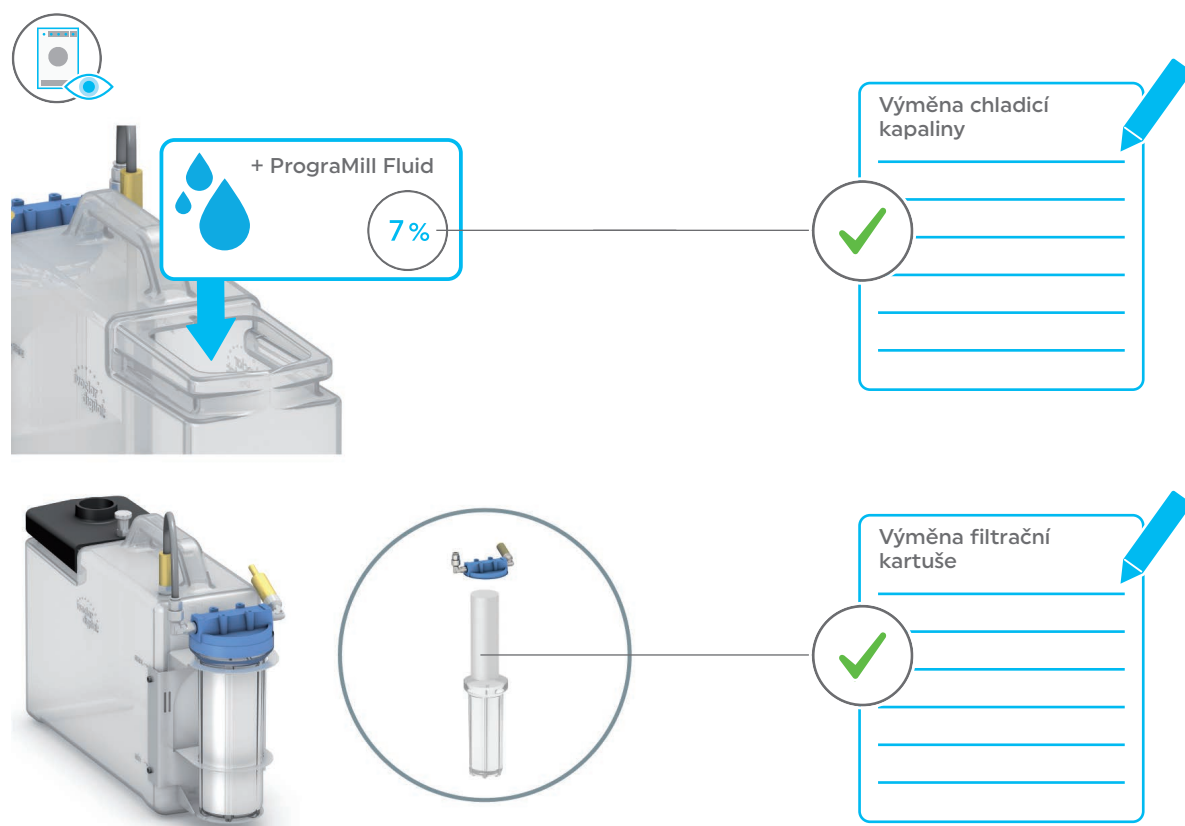 + PrograMill Fluid
7 %
Výměna chladicí
kapaliny
Výměna filtrační
kartuše